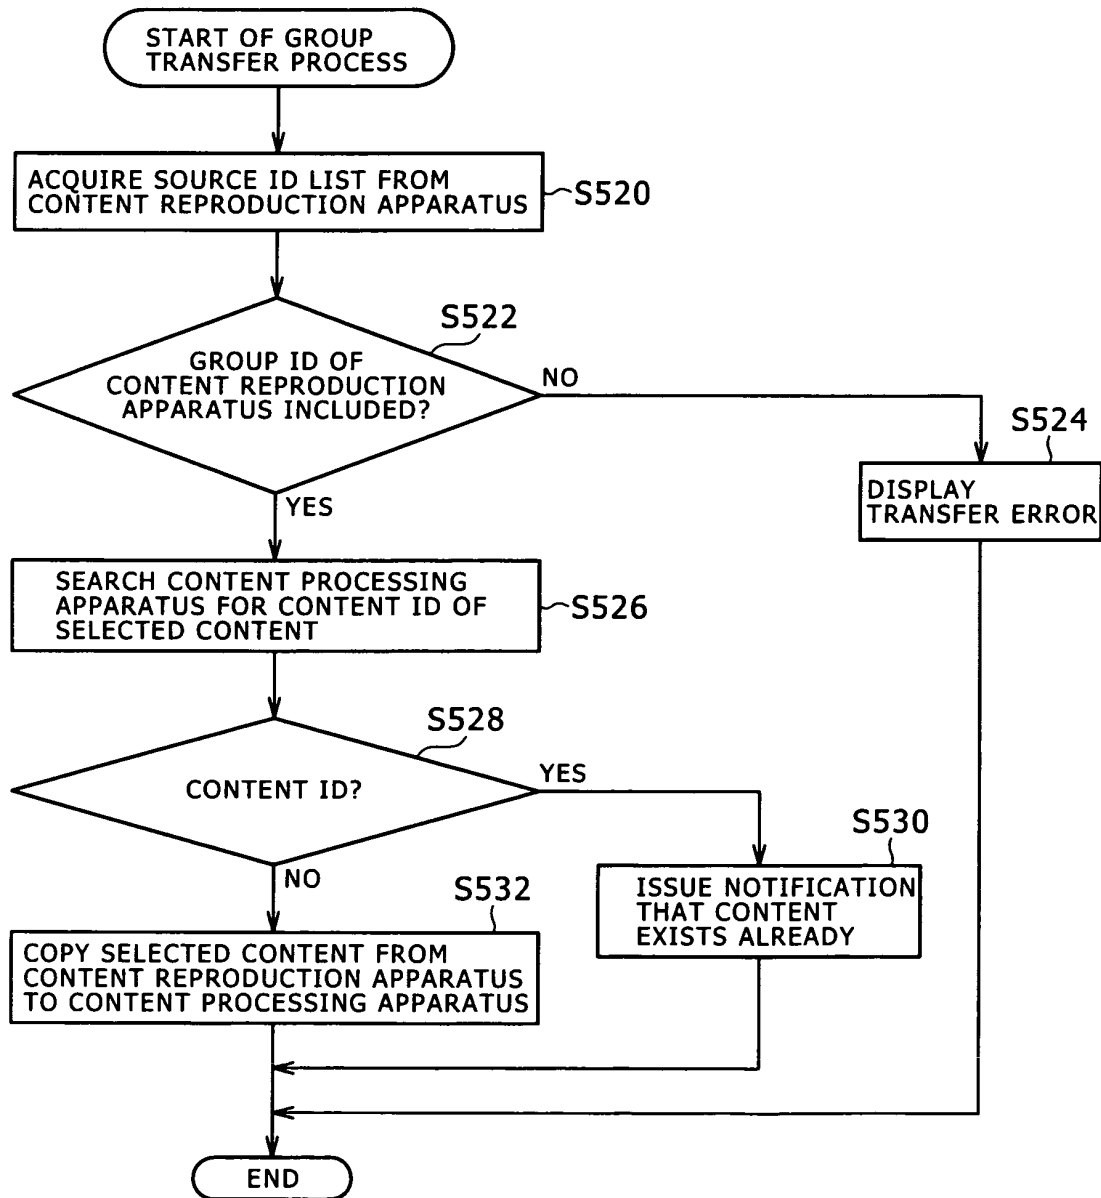 START OF GROUP
TRANSFER PROCESS
ACQUIRE SOURCE ID LIST FROM
CONTENT REPRODUCTION APPARATUS
S520
S522
GROUP ID OF
CONTENT REPRODUCTION
APPARATUS INCLUDED?
NO
YES
S524
DISPLAY
TRANSFER ERROR
SEARCH CONTENT PROCESSING
APPARATUS FOR CONTENT ID OF
SELECTED CONTENT
S526
S528
CONTENT ID?
YES
NO
S530
ISSUE NOTIFICATION
THAT CONTENT
EXISTS ALREADY
S532
COPY SELECTED CONTENT FROM
CONTENT REPRODUCTION APPARATUS
TO CONTENT PROCESSING APPARATUS
END